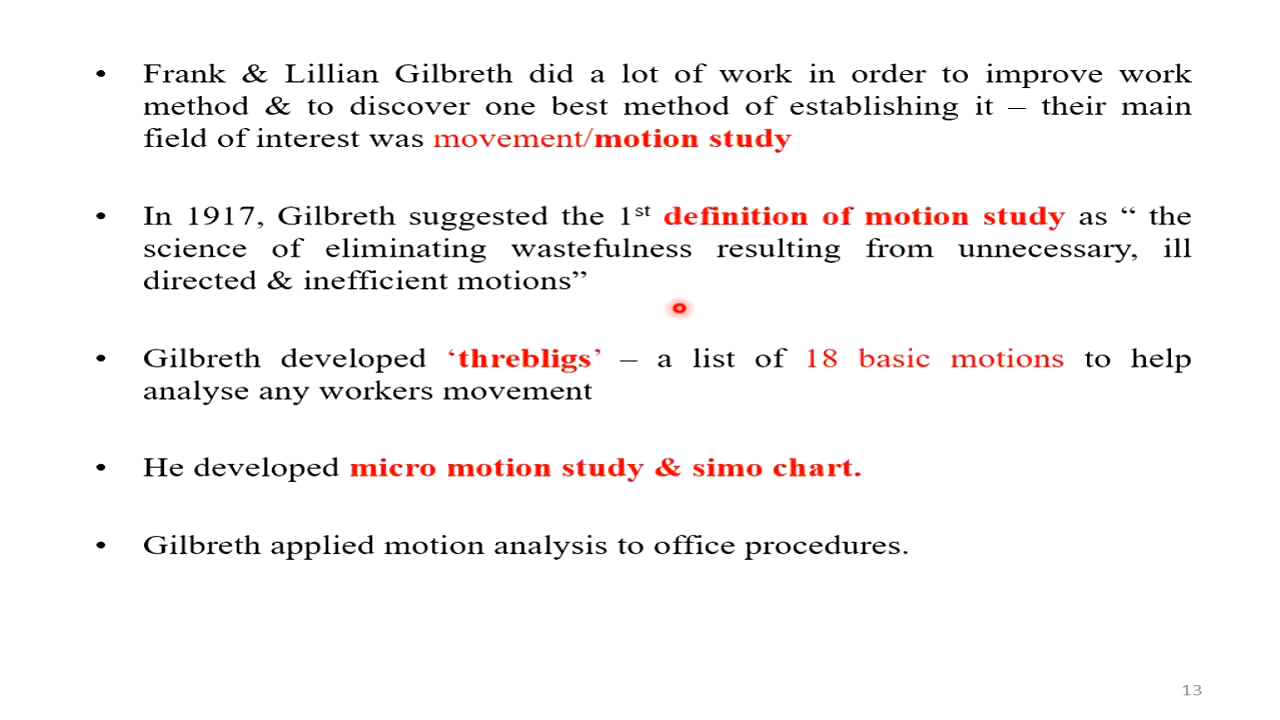 • Frank & Lillian Gilbreth did a lot of work in order to improve work
method & to discover one best method of establishing it – their main
field of interest was movement/motion study
• In 1917, Gilbreth suggested the 1st definition of motion study as “ the
science of eliminating wastefulness resulting from unnecessary, ill
directed & inefficient motions”
• Gilbreth developed ‘threbligs’ – a list of 18 basic motions to help
analyse any workers movement
• He developed micro motion study & simo chart.
• Gilbreth applied motion analysis to office procedures.
13